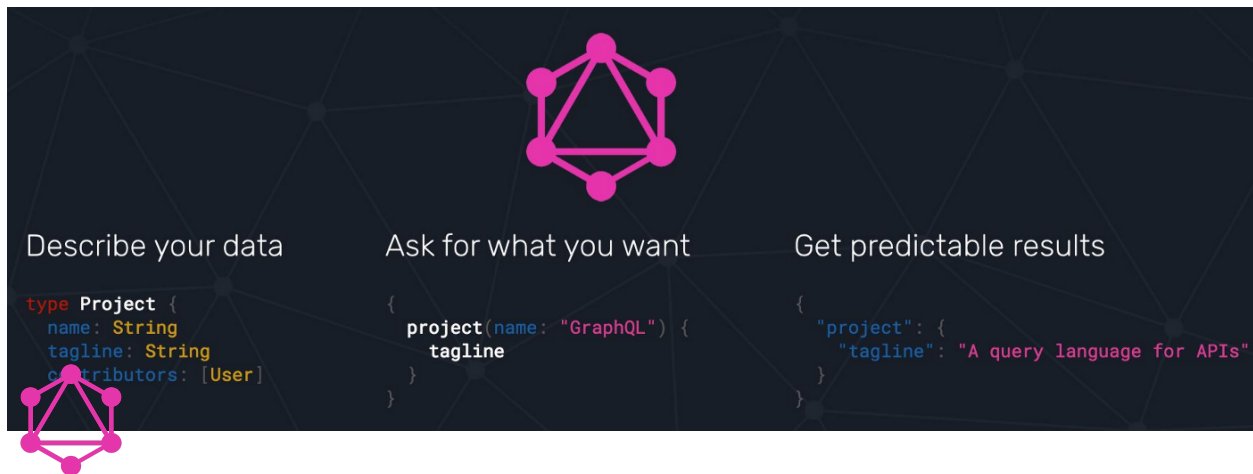 Describe your data
type Project {
  name: String
  tagline: String
  contributors: [User]
Ask for what you want
{
  project(name: "GraphQL") {
    tagline
  }
}
Get predictable results
{
  "project": {
    "tagline": "A query language for APIs"
  }
}